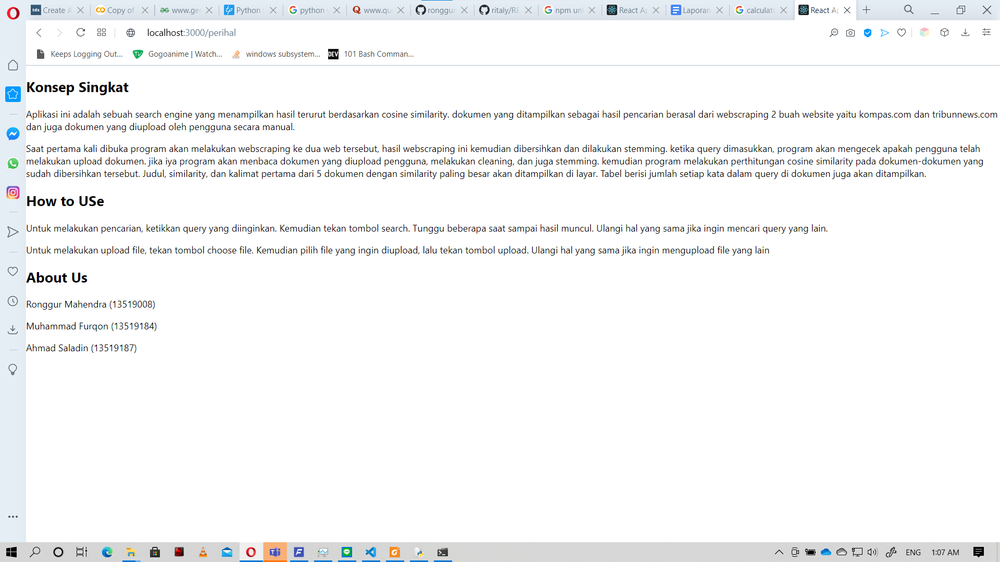 Create A
Copy of
www.gee
Python
python v
www.qu
ronggur
ritaly/RE
npm unl
React Ap
Laporan
calculat
React Ap
localhost:3000/perihal
Keeps Logging Out...
Gogoanime | Watch...
windows subsystem...
DEV
101 Bash Comman...
Konsep Singkat
Aplikasi ini adalah sebuah search engine yang menampilkan hasil terurut berdasarkan cosine similarity. dokumen yang ditampilkan sebagai hasil pencarian berasal dari webscraping 2 buah website yaitu kompas.com dan tribunnews.com
dan juga dokumen yang diupload oleh pengguna secara manual.
Saat pertama kali dibuka program akan melakukan webscraping ke dua web tersebut, hasil webscraping ini kemudian dibersihkan dan dilakukan stemming. ketika query dimasukkan, program akan mengecek apakah pengguna telah
melakukan upload dokumen. jika iya program akan menbaca dokumen yang diupload pengguna, melakukan cleaning, dan juga stemming. kemudian program melakukan perthitungan cosine similarity pada dokumen-dokumen yang
sudah dibersihkan tersebut. Judul, similarity, dan kalimat pertama dari 5 dokumen dengan similarity paling besar akan ditampilkan di layar. Tabel berisi jumlah setiap kata dalam query di dokumen juga akan ditampilkan.
How to USe
Untuk melakukan pencarian, ketikkan query yang diinginkan. Kemudian tekan tombol search. Tunggu beberapa saat sampai hasil muncul. Ulangi hal yang sama jika ingin mencari query yang lain.
Untuk melakukan upload file, tekan tombol choose file. Kemudian pilih file yang ingin diupload, lalu tekan tombol upload. Ulangi hal yang sama jika ingin mengupload file yang lain
About Us
Ronggur Mahendra (13519008)
Muhammad Furqon (13519184)
Ahmad Saladin (13519187)
ENG
1:07 AM